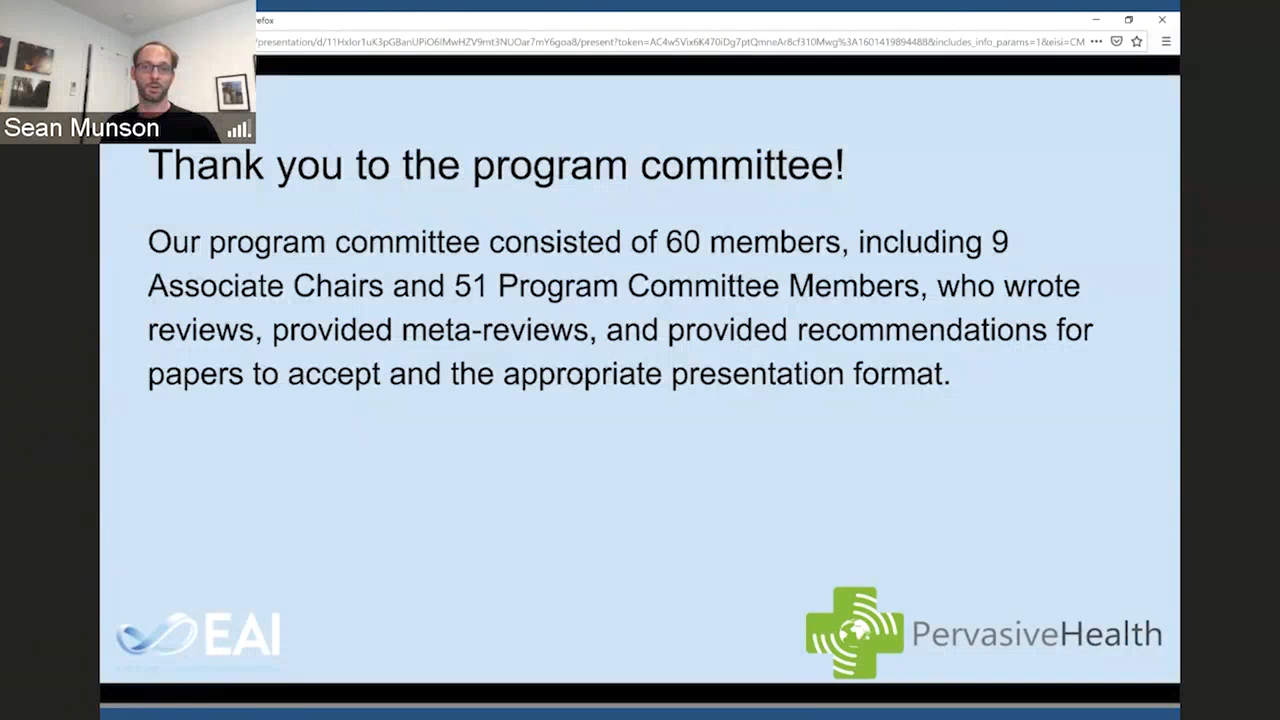 efox
Sean Munson
Thank you to the program committee!
Our program committee consisted of 60 members, including 9
Associate Chairs and 51 Program Committee Members, who wrote
reviews, provided meta-reviews, and provided recommendations for
papers to accept and the appropriate presentation format.
EAI
PervasiveHealth